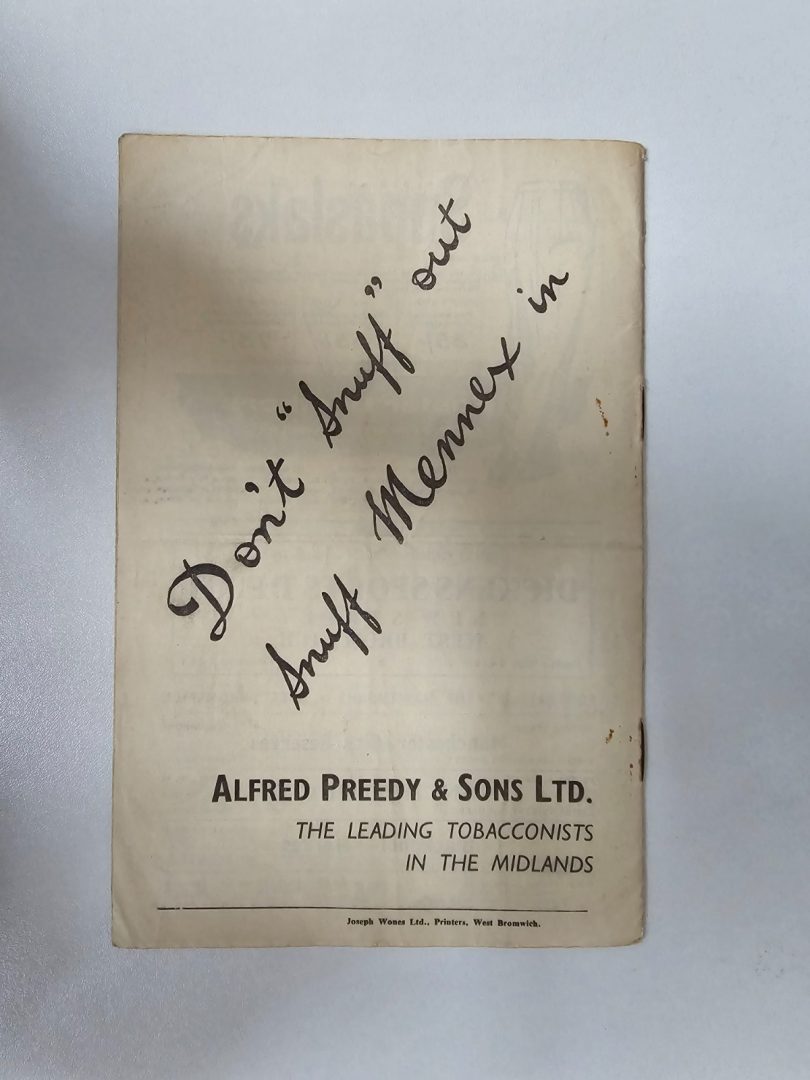 Don't "Snuff" out
Snuff Mennex in
ALFRED PREEDY & SONS LTD.
THE LEADING TOBACCONISTS
IN THE MIDLANDS
Joseph Wones Ltd., Printers, West Bromwich.